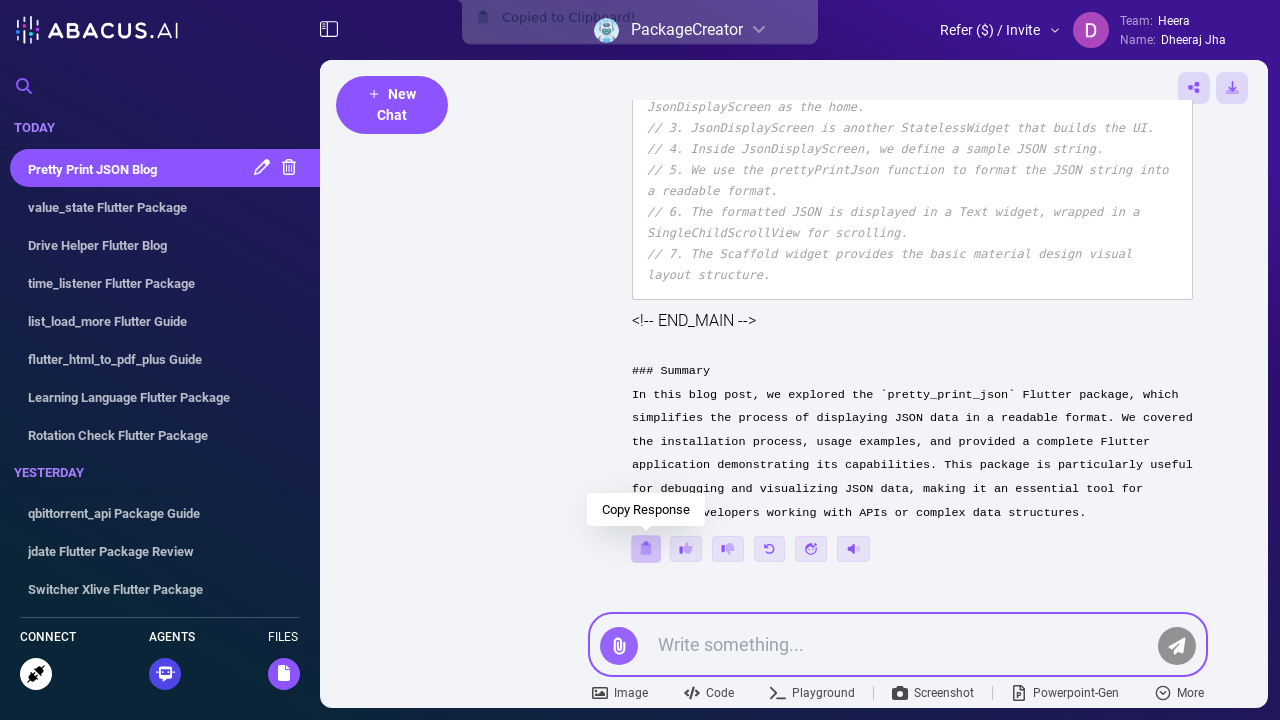 ABACUS.AI
Copied to Clipboard!
PackageCreator
Refer ($) / Invite
D
Team: Heera
Name: Dheeraj Jha
TODAY
Pretty Print JSON Blog
value_state Flutter Package
Drive Helper Flutter Blog
time_listener Flutter Package
list_load_more Flutter Guide
flutter_html_to_pdf_plus Guide
Learning Language Flutter Package
Rotation Check Flutter Package
YESTERDAY
qbittorrent_api Package Guide
jdate Flutter Package Review
Switcher Xlive Flutter Package
CONNECT
AGENTS
FILES
+ New
Chat
JsonDisplayScreen as the home.
// 3. JsonDisplayScreen is another StatelessWidget that builds the UI.
// 4. Inside JsonDisplayScreen, we define a sample JSON string.
// 5. We use the prettyPrintJson function to format the JSON string into
a readable format.
// 6. The formatted JSON is displayed in a Text widget, wrapped in a
SingleChildScrollView for scrolling.
// 7. The Scaffold widget provides the basic material design visual
layout structure.
<!-- END_MAIN -->
### Summary
In this blog post, we explored the `pretty_print_json` Flutter package, which
simplifies the process of displaying JSON data in a readable format. We covered
the installation process, usage examples, and provided a complete Flutter
application demonstrating its capabilities. This package is particularly useful
for debugging and visualizing JSON data, making it an essential tool for
velopers working with APIs or complex data structures.
Copy Response
Write something...
Image
Code
Playground
Screenshot
Powerpoint-Gen
More